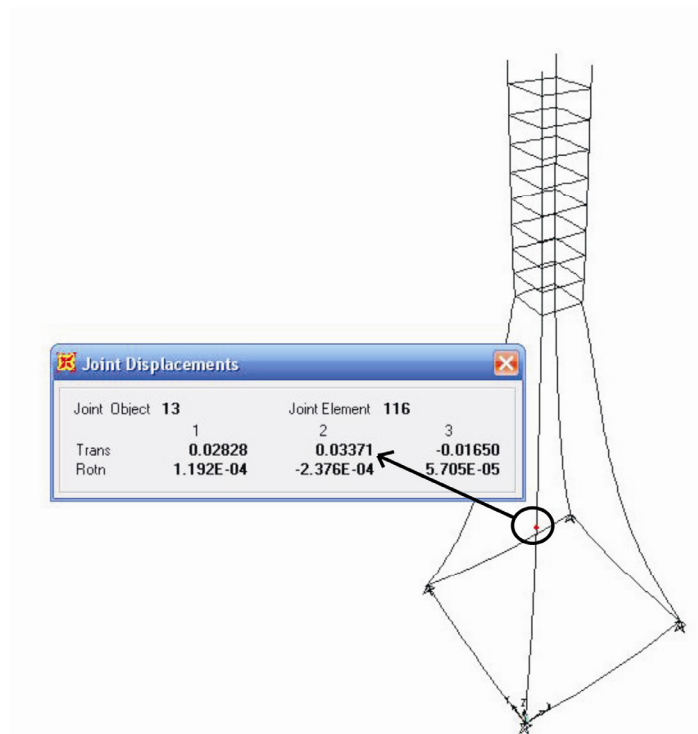 Joint Displacements
Joint Object 13 Joint Element 116
1 2 3
Trans 0.02828 0.03371 -0.01650
Rotn 1.192E-04 -2.376E-04 5.705E-05
Z